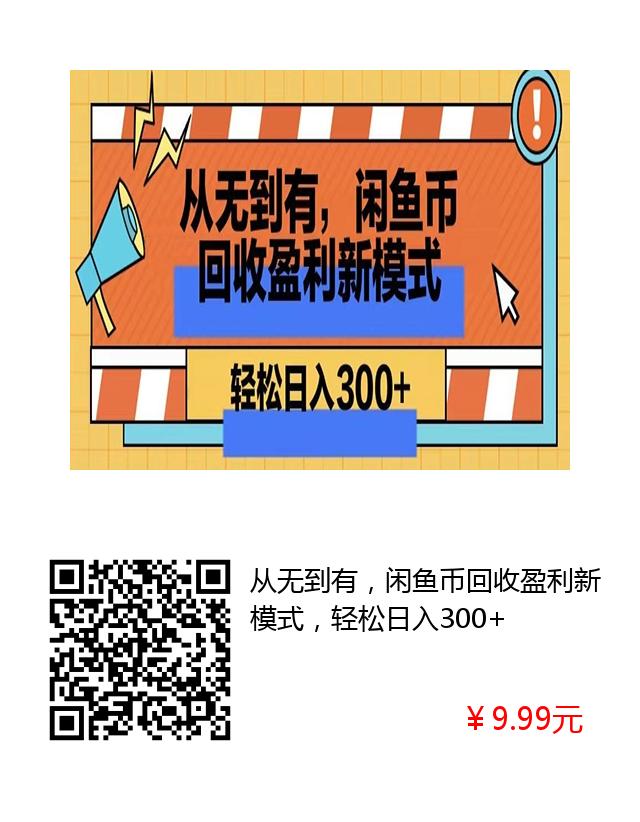 从无到有，闲鱼币
回收盈利新模式
轻松日入300+
从无到有，闲鱼币回收盈利新
模式，轻松日入300+
￥9.99元